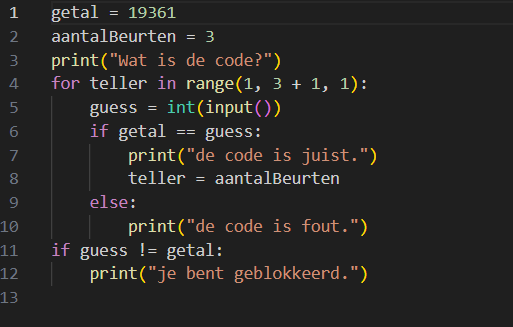 1 getal = 19361
2 aantalBeurten = 3
3 print("Wat is de code?")
4 for teller in range(1, 3 + 1, 1):
5     guess = int(input())
6     if getal == guess:
7         print("de code is juist.")
8         teller = aantalBeurten
9     else:
10         print("de code is fout.")
11 if guess != getal:
12     print("je bent geblokkeerd.")
13